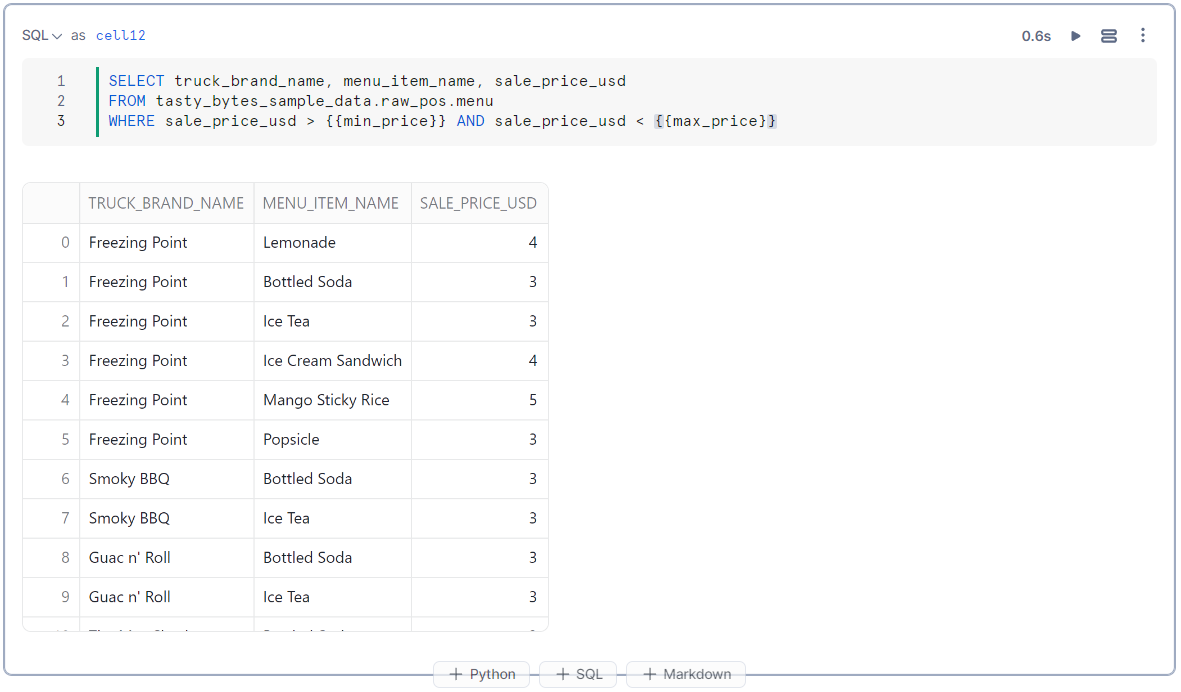 SQL as cell12 0.6s
1 SELECT truck_brand_name, menu_item_name, sale_price_usd
2 FROM tasty_bytes_sample_data.raw_pos.menu
3 WHERE sale_price_usd > {{min_price}} AND sale_price_usd < {{max_price}}
TRUCK_BRAND_NAME MENU_ITEM_NAME SALE_PRICE_USD
0 Freezing Point Lemonade 4
1 Freezing Point Bottled Soda 3
2 Freezing Point Ice Tea 3
3 Freezing Point Ice Cream Sandwich 4
4 Freezing Point Mango Sticky Rice 5
5 Freezing Point Popsicle 3
6 Smoky BBQ Bottled Soda 3
7 Smoky BBQ Ice Tea 3
8 Guac n' Roll Bottled Soda 3
9 Guac n' Roll Ice Tea 3
+ Python + SQL + Markdown